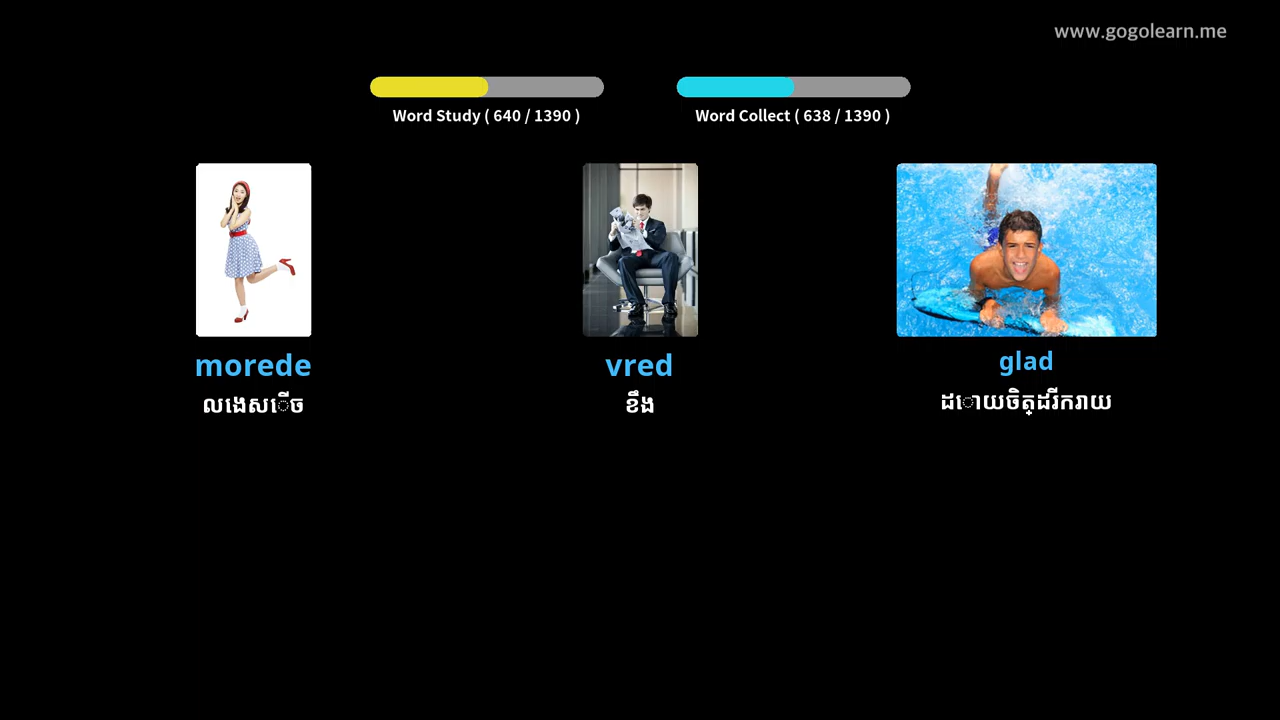 www.gogolearn.me
Word Study ( 640 / 1390 )
Word Collect ( 638 / 1390 )
morede
vred
glad
លងេសើច
ខឹង
ដោយចិត្ដរីករាយ